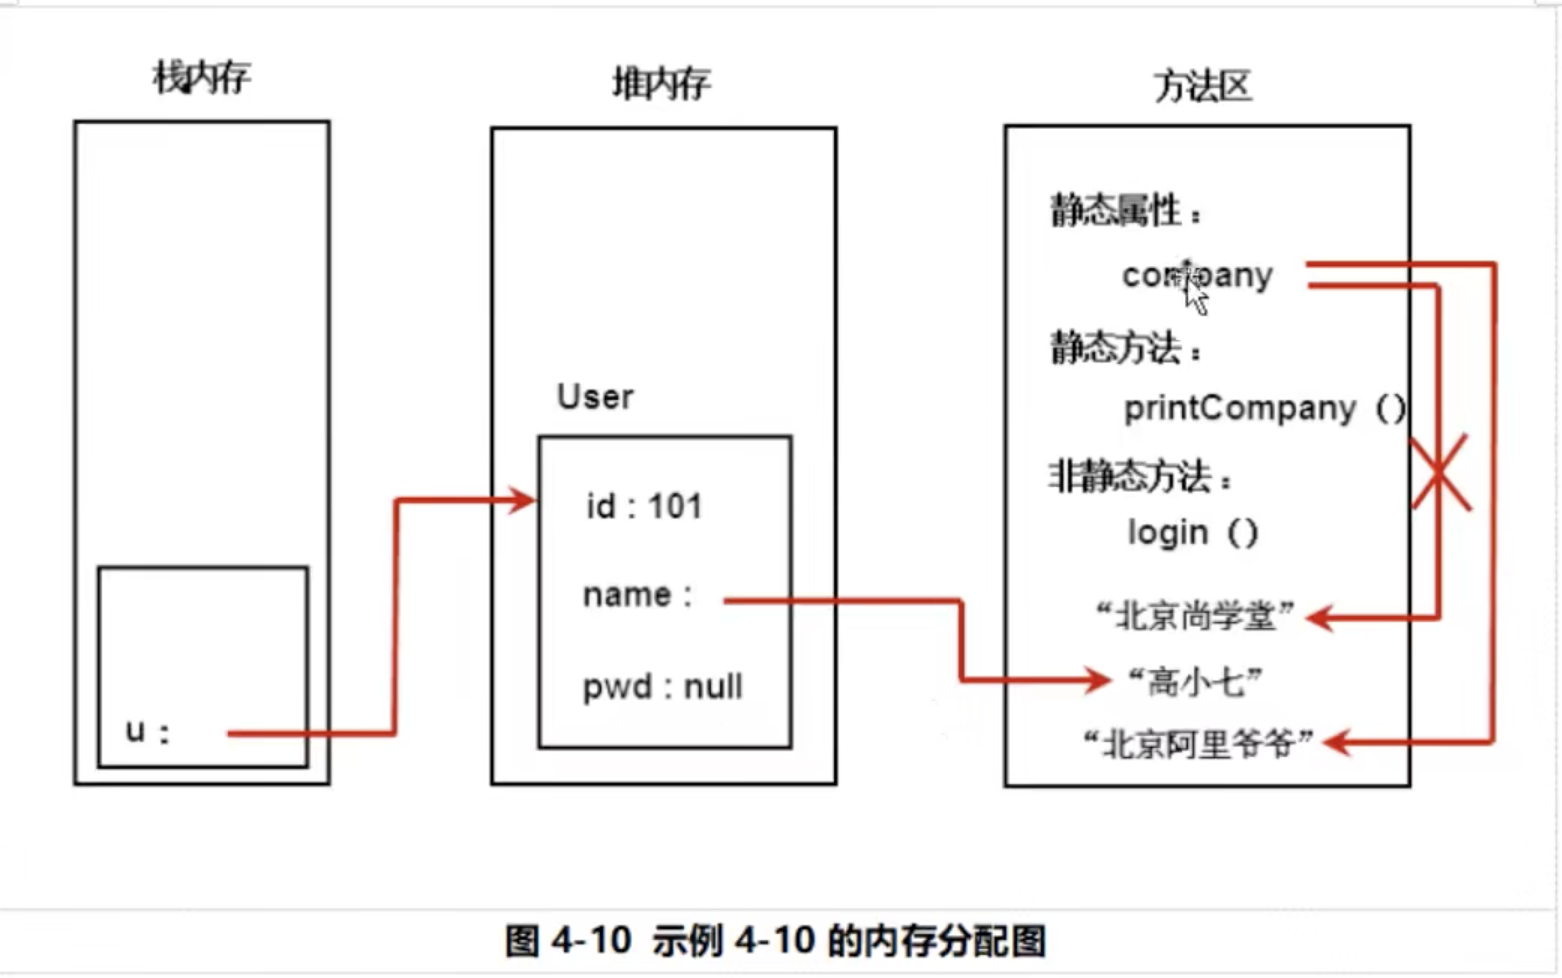 栈内存
堆内存
方法区
静态属性：
company
静态方法：
printCompany（）
非静态方法：
login（）
“北京尚学堂”
“高小七”
“北京阿里爷爷”
User
id : 101
name :
pwd : null
u :
图 4-10 示例 4-10 的内存分配图